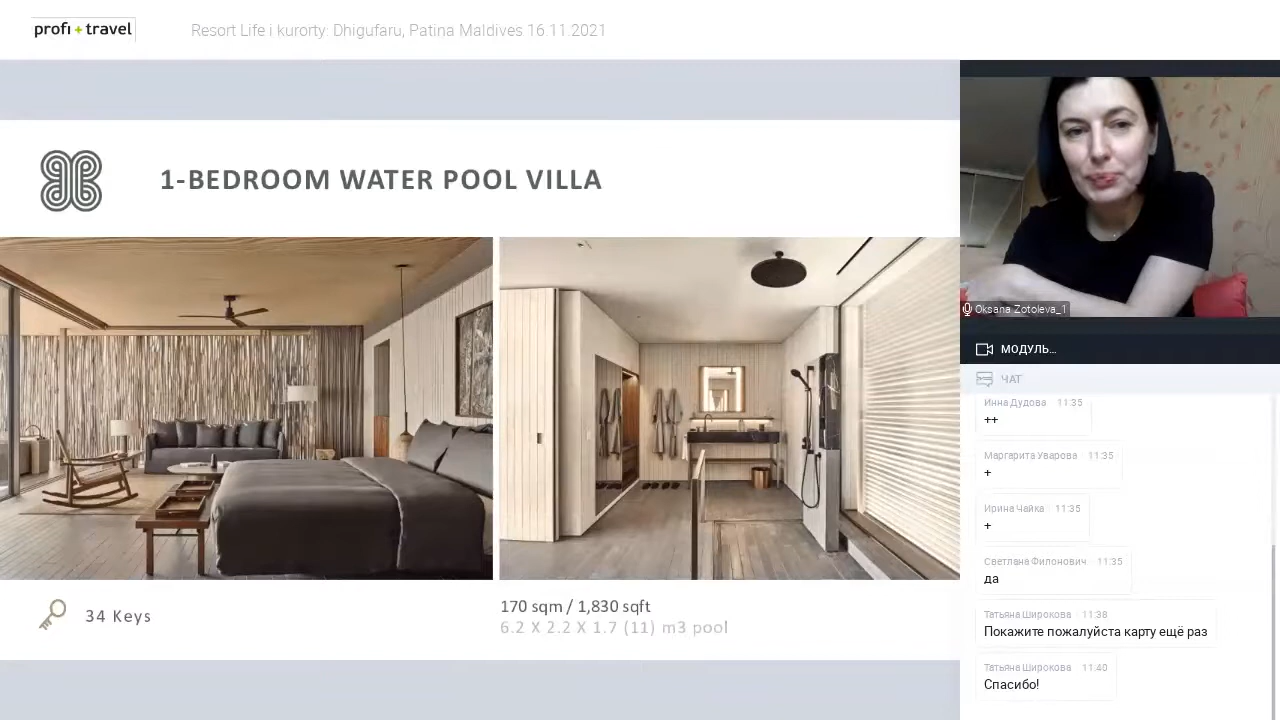 profi + travel
Resort Life i kurorty: Dhigufaru, Patina Maldives 16.11.2021
1-BEDROOM WATER POOL VILLA
34 Keys
170 sqm / 1,830 sqft
6.2 X 2.2 X 1.7 (11) m3 pool
Oksana Zotoleva_1
МОДУЛЬ...
ЧАТ
Инна Дудова 11:35
++
Маргарита Уварова 11:35
+
Ирина Чайка 11:35
+
Светлана Филонович 11:35
да
Татьяна Широкова 11:38
Покажите пожалуйста карту ещё раз
Татьяна Широкова 11:40
Спасибо!